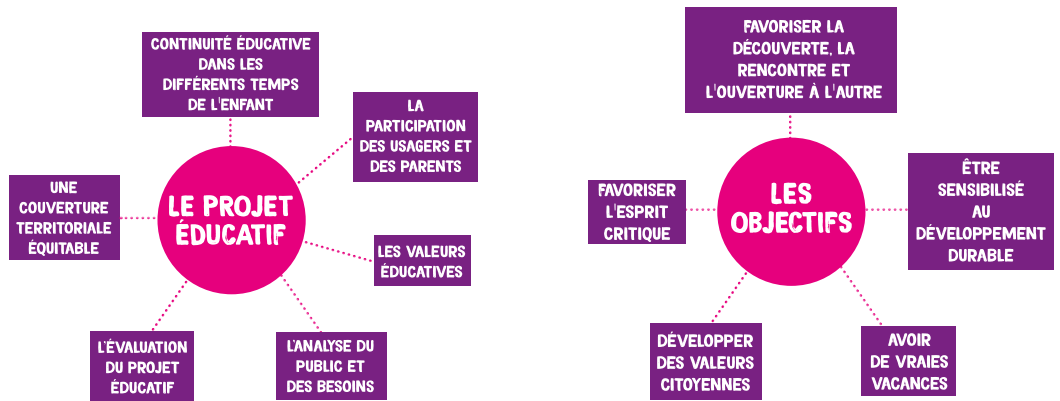 CONTINUITÉ ÉDUCATIVE
DANS LES
DIFFÉRENTS TEMPS
DE L'ENFANT
LA
PARTICIPATION
DES USAGERS ET
DES PARENTS
UNE
COUVERTURE
TERRITORIALE
ÉQUITABLE
LE PROJET
ÉDUCATIF
LES VALEURS
ÉDUCATIVES
L'ÉVALUATION
DU PROJET
ÉDUCATIF
L'ANALYSE DU
PUBLIC ET
DES BESOINS
FAVORISER LA
DÉCOUVERTE, LA
RENCONTRE ET
L'OUVERTURE À L'AUTRE
FAVORISER
L'ESPRIT
CRITIQUE
LES
OBJECTIFS
ÊTRE
SENSIBILISÉ
AU
DÉVELOPPEMENT
DURABLE
DÉVELOPPER
DES VALEURS
CITOYENNES
AVOIR
DE VRAIES
VACANCES